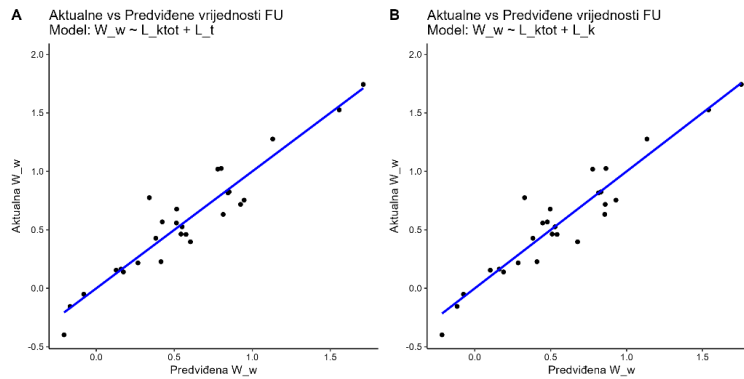 A
Aktualne vs Predviđene vrijednosti FU
Model: W_w ~ L_ktot + L_t
2.0
1.5
1.0
0.5
0.0
-0.5
Aktualna W_w
0.0
0.5
1.0
1.5
Predviđena W_w
B
Aktualne vs Predviđene vrijednosti FU
Model: W_w ~ L_ktot + L_k
2.0
1.5
1.0
0.5
0.0
-0.5
Aktualna W_w
0.0
0.5
1.0
1.5
Predviđena W_w